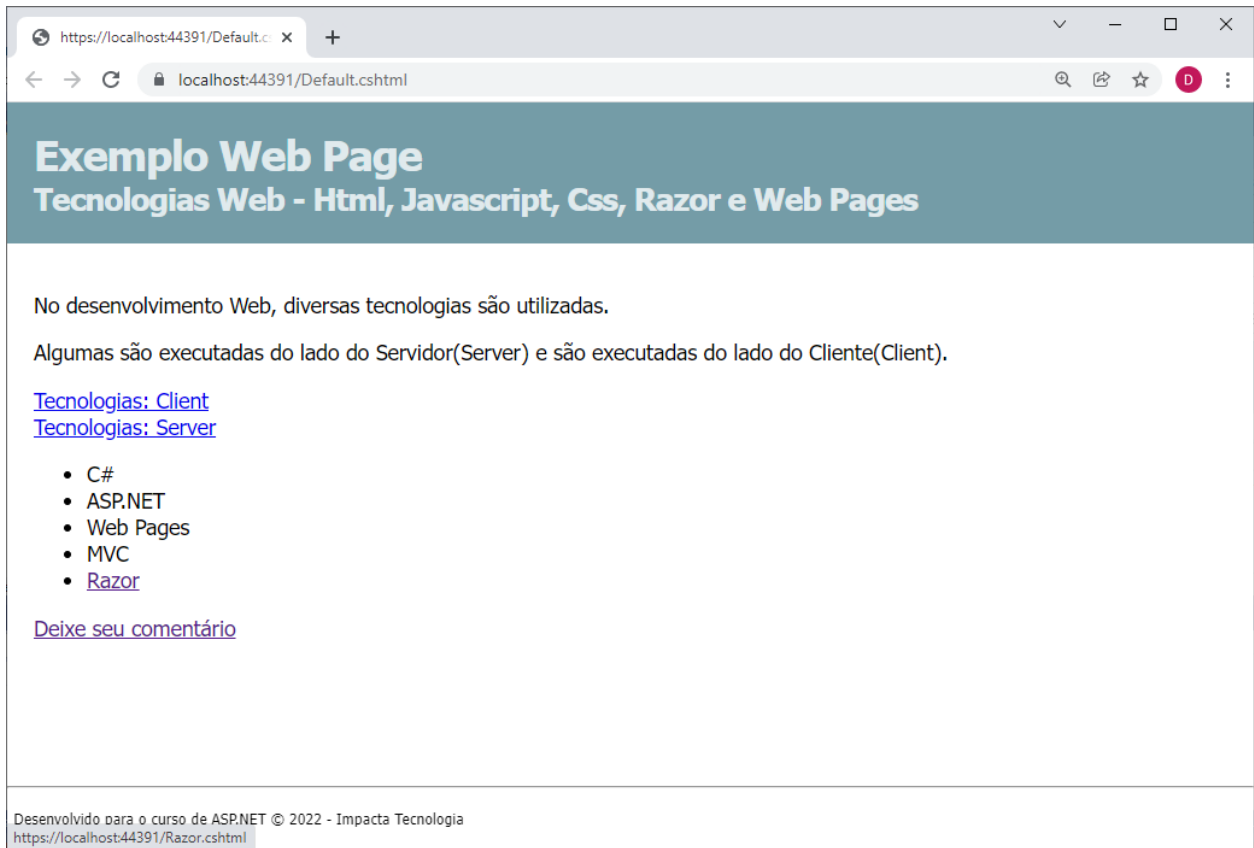 https://localhost:44391/Default.c
localhost:44391/Default.cshtml
D
Exemplo Web Page
Tecnologias Web - Html, Javascript, Css, Razor e Web Pages
No desenvolvimento Web, diversas tecnologias são utilizadas.
Algumas são executadas do lado do Servidor(Server) e são executadas do lado do Cliente(Client).
Tecnologias: Client
Tecnologias: Server
C#
ASP.NET
Web Pages
MVC
Razor
Deixe seu comentário
Desenvolvido para o curso de ASP.NET © 2022 - Impacta Tecnologia
https://localhost:44391/Razor.cshtml